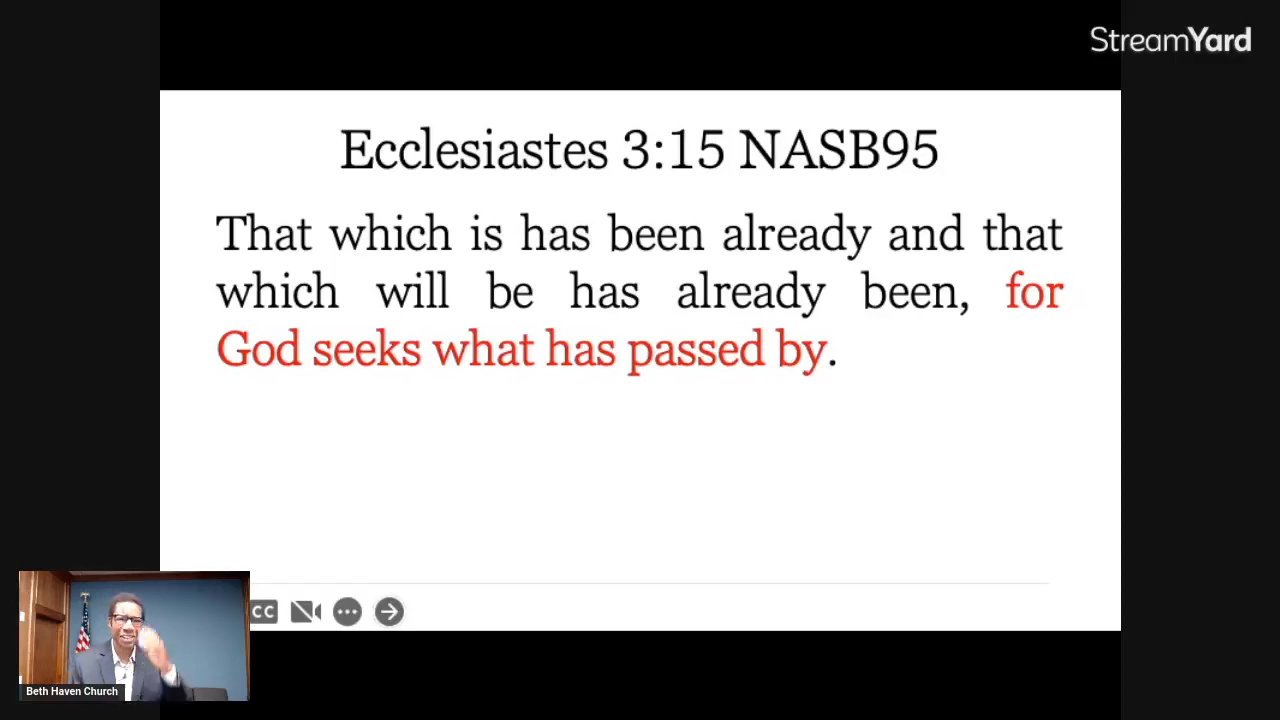 StreamYard
Ecclesiastes 3:15 NASB95
That which is has been already and that
which will be has already been, for
God seeks what has passed by.
CC
Beth Haven Church